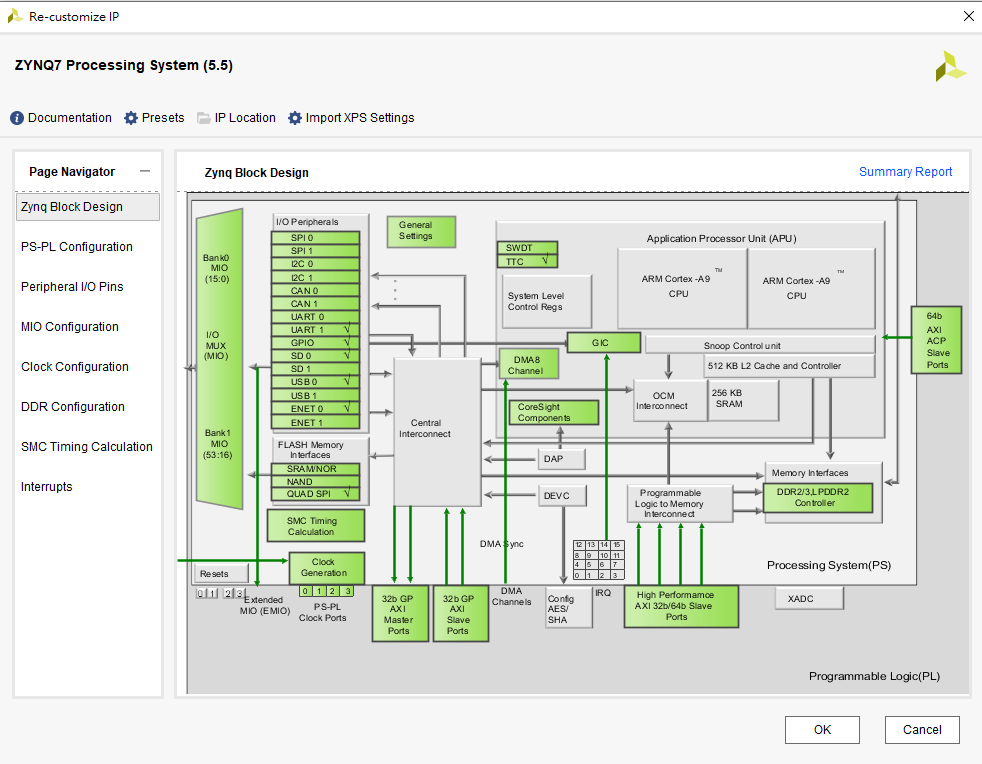 Re-customize IP
ZYNQ7 Processing System (5.5)
Documentation
Presets
IP Location
Import XPS Settings
Page Navigator
Zynq Block Design
PS-PL Configuration
Peripheral I/O Pins
MIO Configuration
Clock Configuration
DDR Configuration
SMC Timing Calculation
Interrupts
Zynq Block Design
Summary Report
Bank0
MIO
(15:0)
I/O
MUX
(MIO)
Bank1
MIO
(53:16)
I/O Peripherals
SPI 0
SPI 1
I2C 0
I2C 1
CAN 0
CAN 1
UART 0
UART 1 √
GPIO √
SD 0 √
SD 1
USB 0 √
USB 1
ENET 0 √
ENET 1
FLASH Memory
Interfaces
SRAM/NOR
NAND
QUAD SPI √
SMC Timing
Calculation
Clock
Generation
Resets
0 1 2 3
0 1 2 3
Extended
MIO (EMIO)
PS-PL
Clock Ports
General
Settings
Central
Interconnect
32b GP
AXI
Master
Ports
32b GP
AXI
Slave
Ports
Application Processor Unit (APU)
SWDT
TTC √
System Level
Control Regs
ARM Cortex -A9 ™
CPU
ARM Cortex -A9 ™
CPU
GIC
Snoop Control unit
DMA8
Channel
512 KB L2 Cache and Controller
CoreSight
Components
OCM
Interconnect
256 KB
SRAM
DAP
DEVC
Programmable
Logic to Memory
Interconnect
Memory Interfaces
DDR2/3,LPDDR2
Controller
64b
AXI
ACP
Slave
Ports
DMA Sync
12 13 14 15
8 9 10 11
4 5 6 7
0 1 2 3
Processing System(PS)
DMA
Channels
Config
AES/
SHA
IRQ
High Performance
AXI 32b/64b Slave
Ports
XADC
Programmable Logic(PL)
OK
Cancel